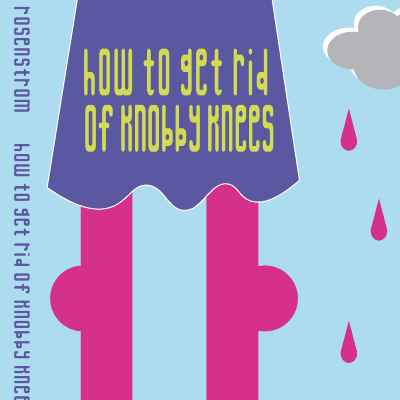 how to get rid
of knobby knees
rosenstrom how to get rid of knobby knee